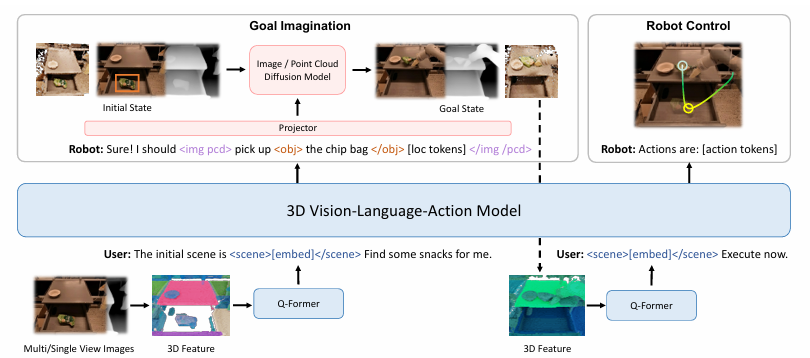 Goal Imagination
Robot Control
Image / Point Cloud
Diffusion Model
Initial State
Goal State
Projector
Robot: Sure! I should <img pcd> pick up <obj> the chip bag </obj> [loc tokens] </img /pcd>
Robot: Actions are: [action tokens]
3D Vision-Language-Action Model
User: The initial scene is <scene>[embed]</scene> Find some snacks for me.
User: <scene>[embed]</scene> Execute now.
Q-Former
Q-Former
Multi/Single View Images
3D Feature
3D Feature